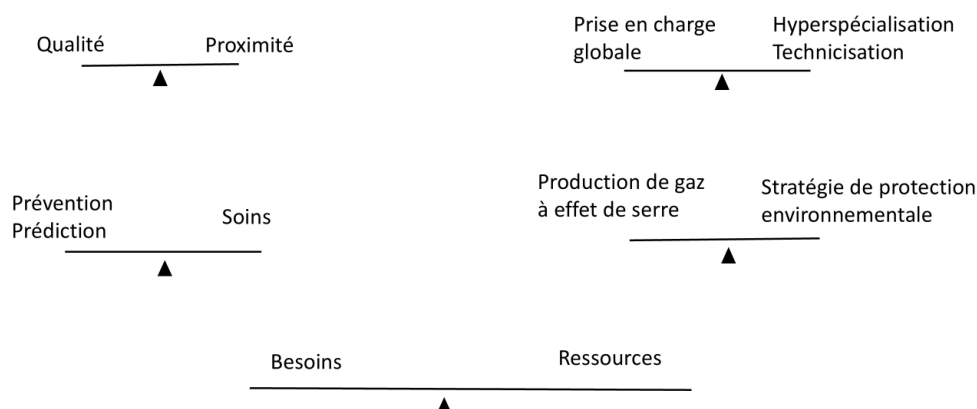 Qualité
Proximité
Prise en charge
globale
Hyperspécialisation
Technicisation
Prévention
Prédiction
Soins
Production de gaz
à effet de serre
Stratégie de protection
environnementale
Besoins
Ressources